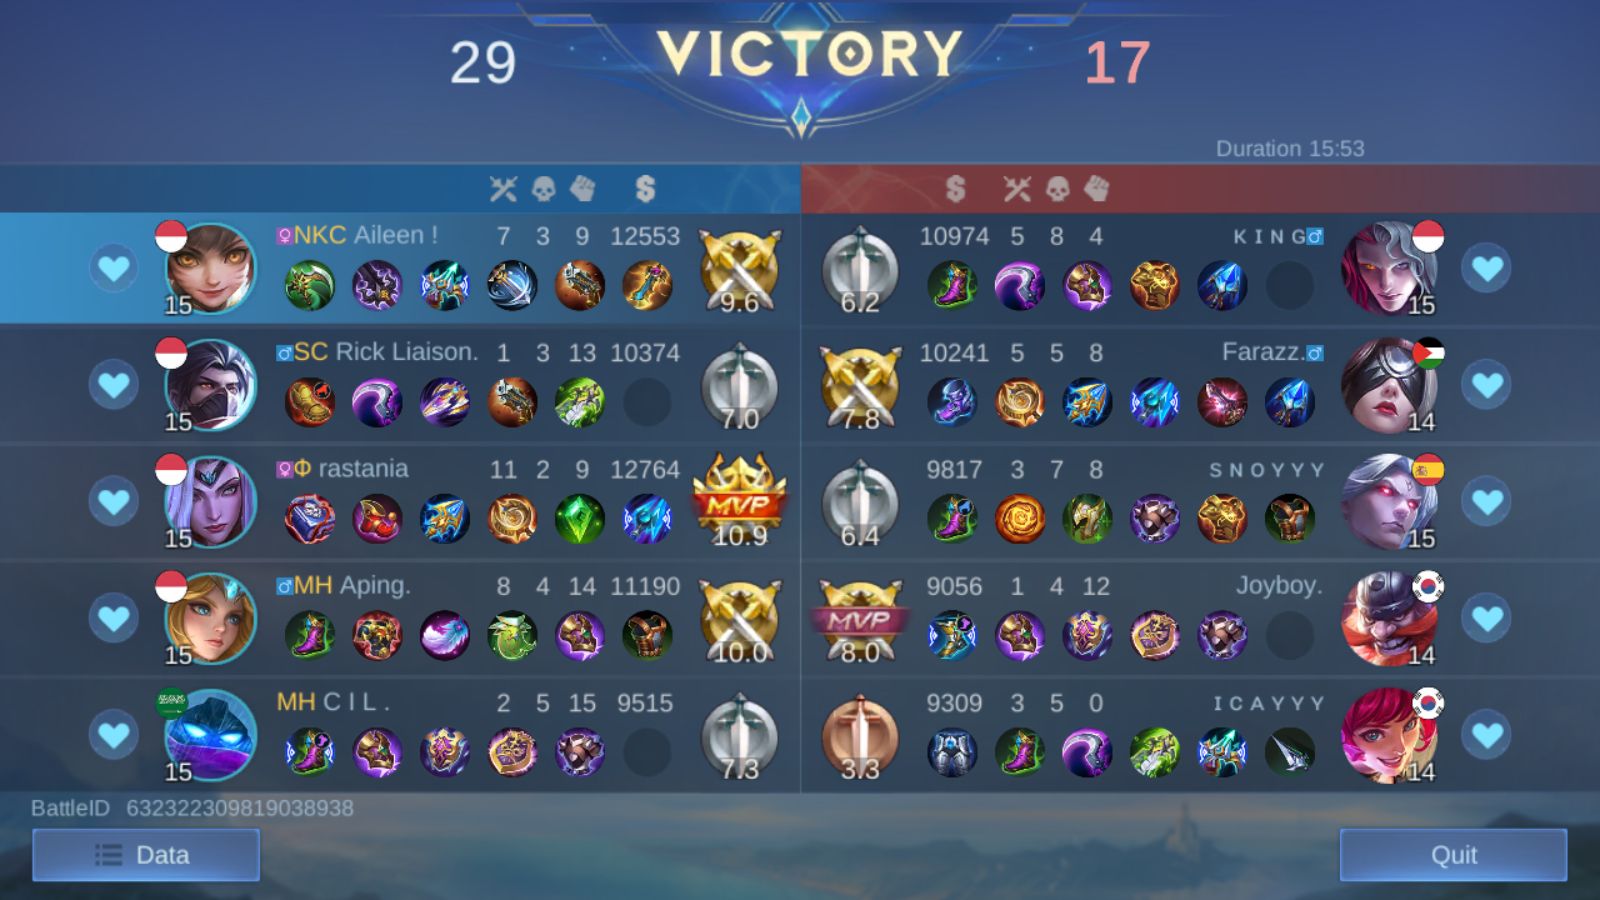 29 VICTORY 17
Duration 15:53
NKC Aileen ! 7 3 9 12553
15 9.6
10974 5 8 4 K I N G
6.2 15
SC Rick Liaison. 1 3 13 10374
15 7.0
10241 5 5 8 Farazz.
7.8 14
Φ rastania 11 2 9 12764
15 MVP 10.9
9817 3 7 8 S N O Y Y Y
6.4 15
MH Aping. 8 4 14 11190
15 10.0
9056 1 4 12 Joyboy.
MVP 8.0 14
MH C I L . 2 5 15 9515
15 7.3
9309 3 5 0 I C A Y Y Y
3.3 14
BattleID 632322309819038938
Data Quit